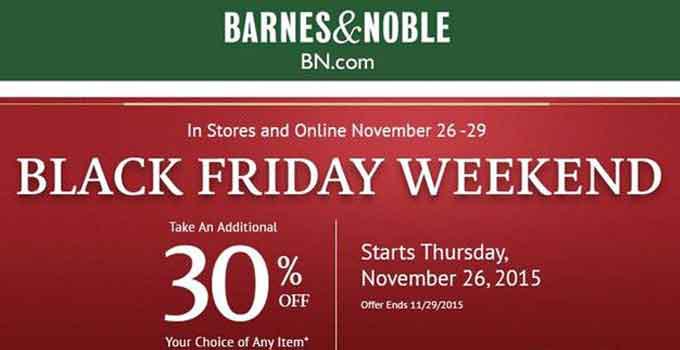 BARNES&NOBLE
BN.com
In Stores and Online November 26-29
BLACK FRIDAY WEEKEND
Take An Additional
30% OFF
Your Choice of Any Item*
Starts Thursday,
November 26, 2015
Offer Ends 11/29/2015